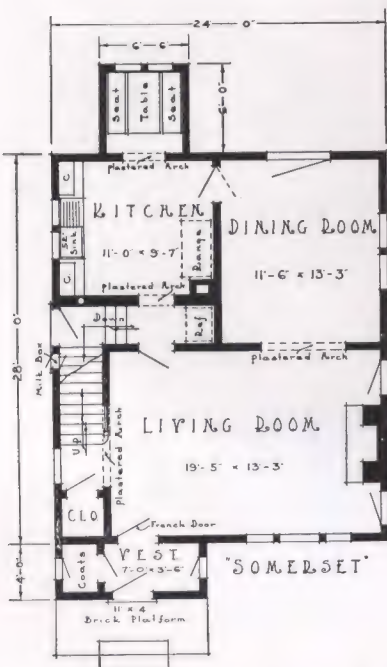 24'-0"
6'-6"
Seat
Table
Seat
6'-0"
Plastered Arch
C
KITCHEN
DINING ROOM
Sink
11'-0" x 9'-7"
Range
11'-6" x 13'-3"
C
Plastered Arch
D
Ref
Plastered Arch
28'-0"
Milk Box
LIVING ROOM
Up
Plastered Arch
19'-5" x 13'-3"
CLO
French Door
4'-0"
Coats
VEST
7'-0" x 3'-6"
"SOMERSET"
11 x 4
Brick Platform